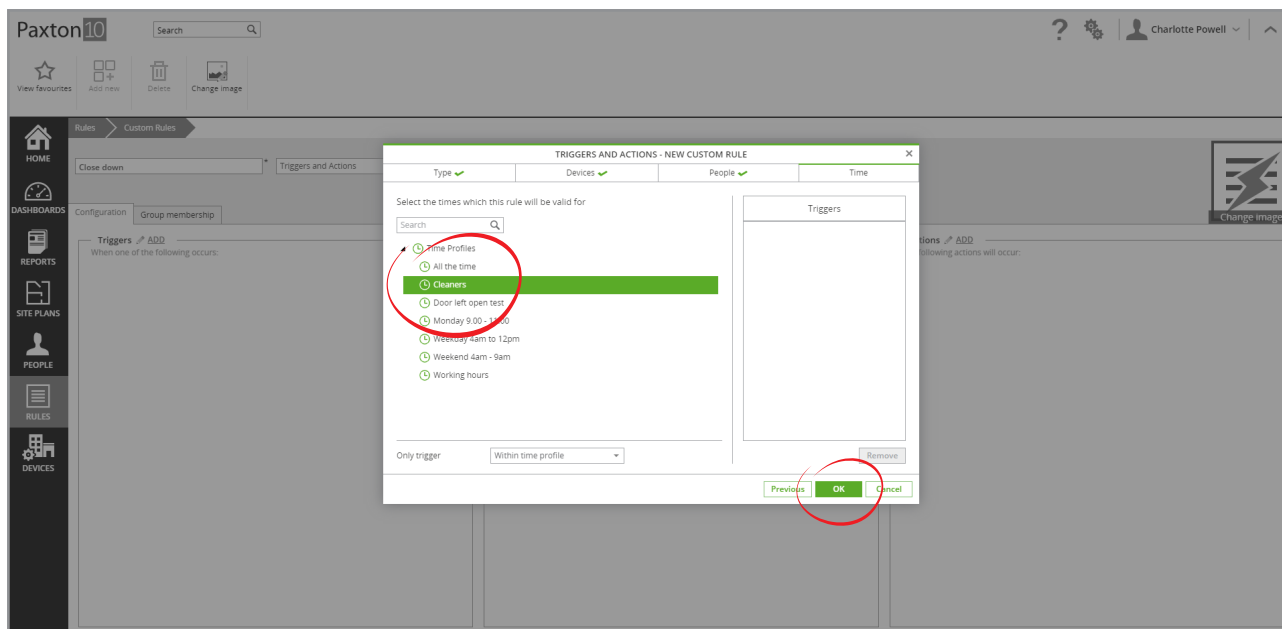 Paxton 10
Search
Charlotte Powell
View favourites
Add new
Delete
Change image
Rules
Custom Rules
HOME
DASHBOARDS
REPORTS
SITE PLANS
PEOPLE
RULES
DEVICES
Close down
*
Triggers and Actions
Change image
Configuration
Group membership
Triggers ADD
When one of the following occurs:
tions ADD
following actions will occur:
TRIGGERS AND ACTIONS - NEW CUSTOM RULE
Type
Devices
People
Time
Select the times which this rule will be valid for
Search
Time Profiles
All the time
Cleaners
Door left open test
Monday 9.00 - 11.00
Weekday 4am to 12pm
Weekend 4am - 9am
Working hours
Triggers
Only trigger
Within time profile
Remove
Previous
OK
Cancel